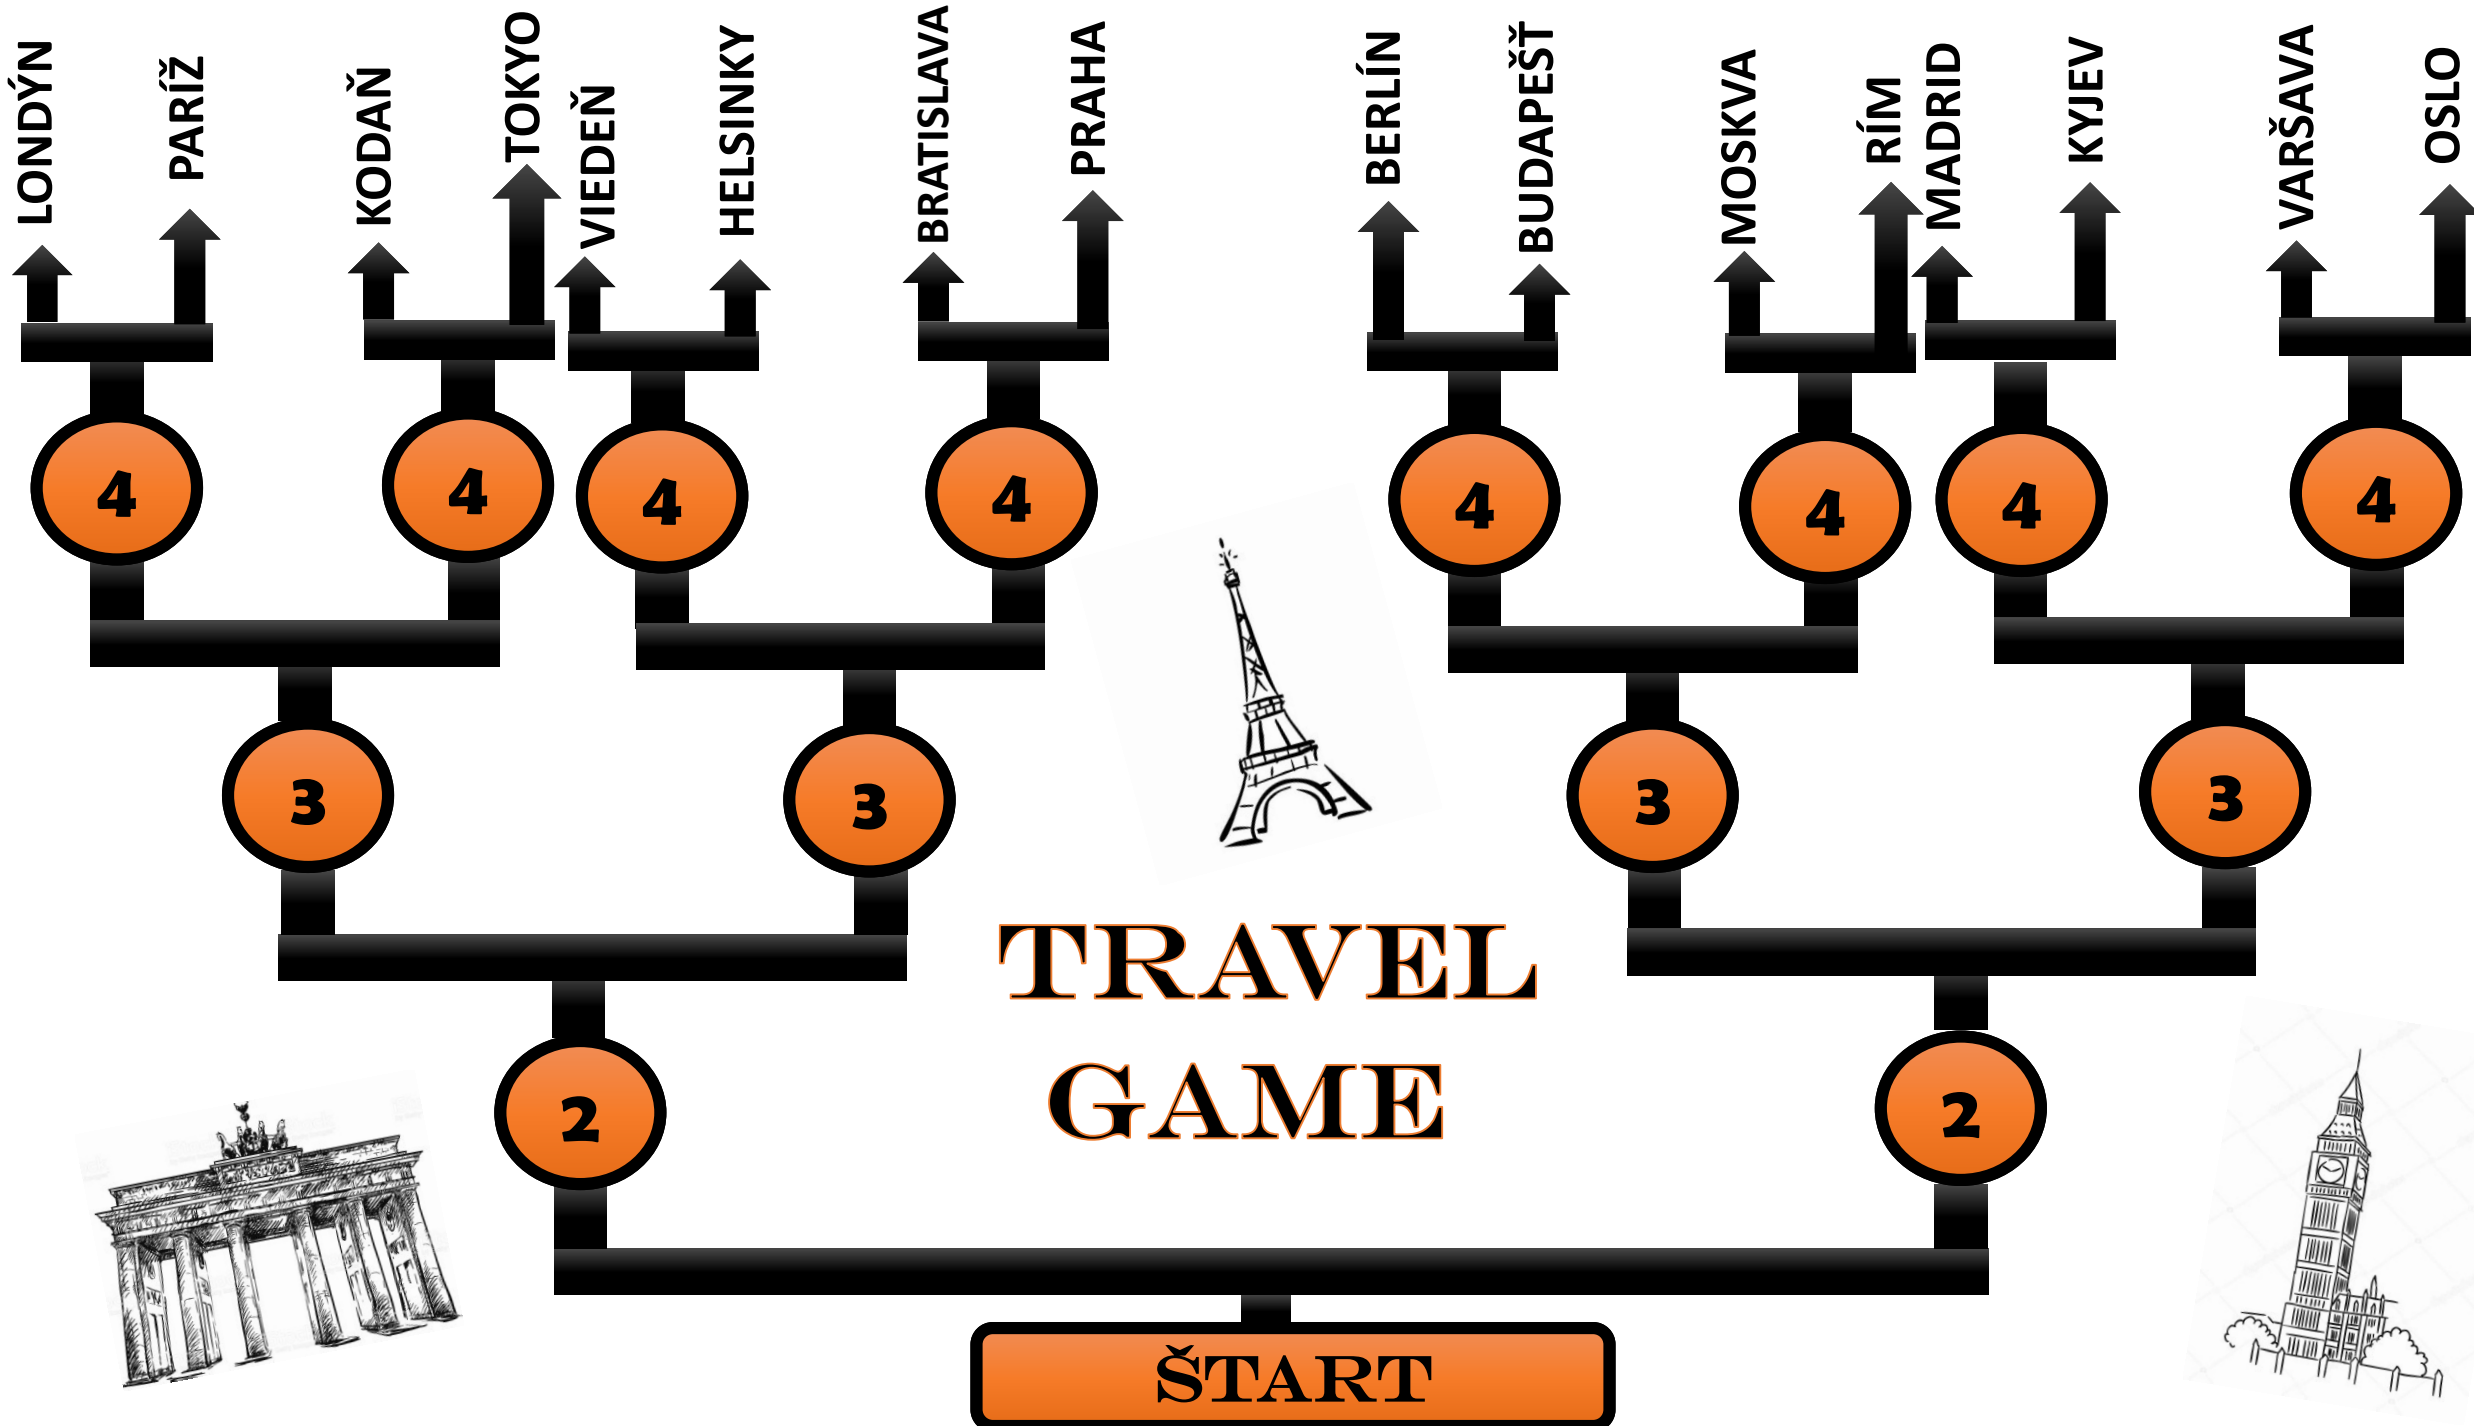 LONDÝN
PARÍŽ
KODAŇ
TOKYO
VIEDEŇ
HELSINKY
BRATISLAVA
PRAHA
BERLÍN
BUDAPEŠŤ
MOSKVA
RÍM
MADRID
KYJEV
VARŠAVA
OSLO
4
4
4
4
4
4
4
4
3
3
3
3
TRAVEL
GAME
2
2
ŠTART